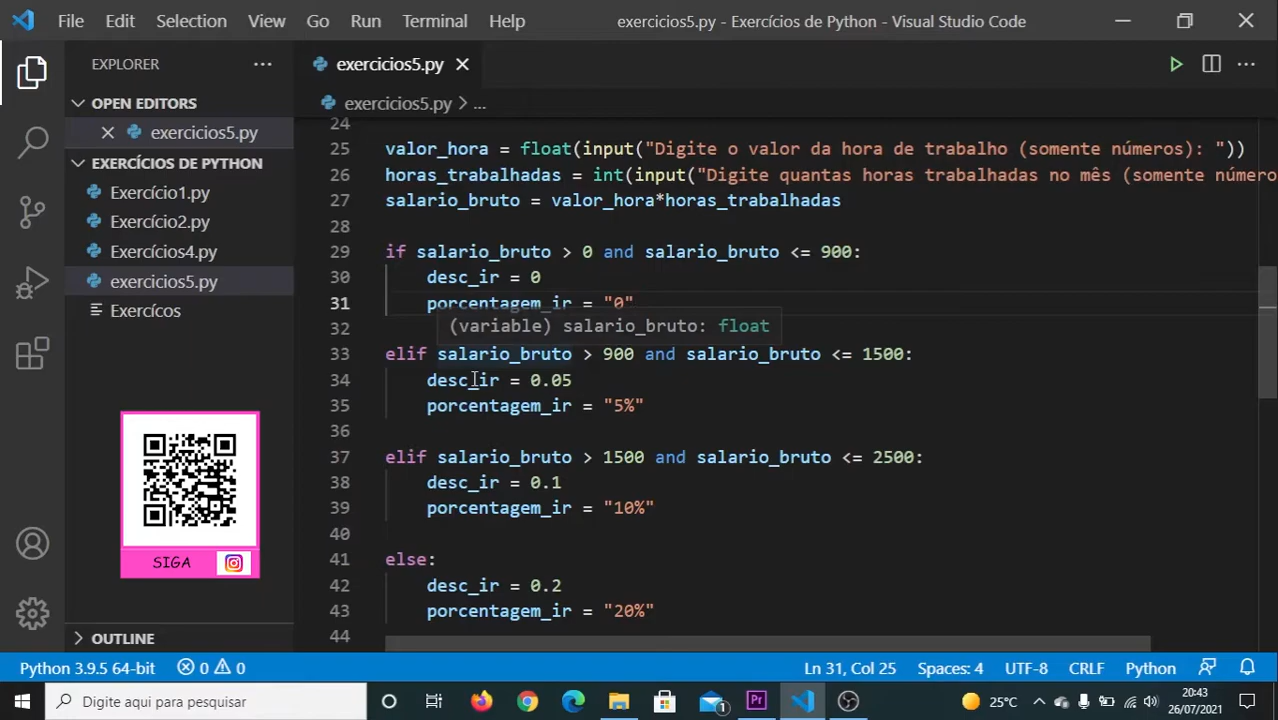 File Edit Selection View Go Run Terminal Help exercicios5.py - Exercícios de Python - Visual Studio Code
EXPLORER
exercicios5.py
OPEN EDITORS
exercicios5.py
EXERCÍCIOS DE PYTHON
Exercício1.py
Exercício2.py
Exercícios4.py
exercicios5.py
Exercícos
SIGA
OUTLINE
exercicios5.py > ...
24
25 valor_hora = float(input("Digite o valor da hora de trabalho (somente números): "))
26 horas_trabalhadas = int(input("Digite quantas horas trabalhadas no mês (somente número
27 salario_bruto = valor_hora*horas_trabalhadas
28
29 if salario_bruto > 0 and salario_bruto <= 900:
30 desc_ir = 0
31 porcentagem_ir = "0"
32 (variable) salario_bruto: float
33 elif salario_bruto > 900 and salario_bruto <= 1500:
34 desc_ir = 0.05
35 porcentagem_ir = "5%"
36
37 elif salario_bruto > 1500 and salario_bruto <= 2500:
38 desc_ir = 0.1
39 porcentagem_ir = "10%"
40
41 else:
42 desc_ir = 0.2
43 porcentagem_ir = "20%"
44
Python 3.9.5 64-bit 0 0 Ln 31, Col 25 Spaces: 4 UTF-8 CRLF Python
Digite aqui para pesquisar
1
Pr
25°C
20:43
26/07/2021